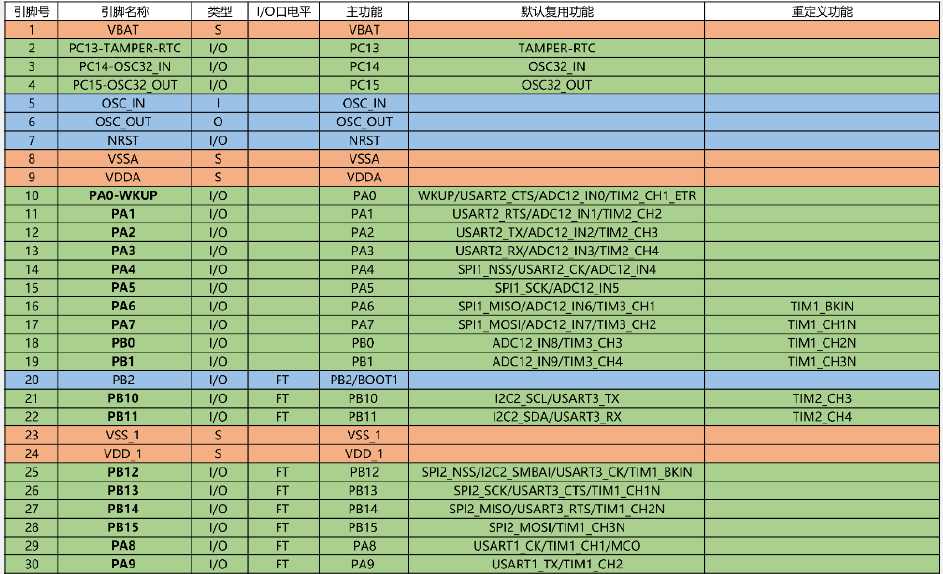 引脚号 引脚名称 类型 I/O口电平 主功能 默认复用功能 重定义功能
1 VBAT S VBAT
2 PC13-TAMPER-RTC I/O PC13 TAMPER-RTC
3 PC14-OSC32_IN I/O PC14 OSC32_IN
4 PC15-OSC32_OUT I/O PC15 OSC32_OUT
5 OSC_IN I OSC_IN
6 OSC_OUT O OSC_OUT
7 NRST I/O NRST
8 VSSA S VSSA
9 VDDA S VDDA
10 PA0-WKUP I/O PA0 WKUP/USART2_CTS/ADC12_IN0/TIM2_CH1_ETR
11 PA1 I/O PA1 USART2_RTS/ADC12_IN1/TIM2_CH2
12 PA2 I/O PA2 USART2_TX/ADC12_IN2/TIM2_CH3
13 PA3 I/O PA3 USART2_RX/ADC12_IN3/TIM2_CH4
14 PA4 I/O PA4 SPI1_NSS/USART2_CK/ADC12_IN4
15 PA5 I/O PA5 SPI1_SCK/ADC12_IN5
16 PA6 I/O PA6 SPI1_MISO/ADC12_IN6/TIM3_CH1 TIM1_BKIN
17 PA7 I/O PA7 SPI1_MOSI/ADC12_IN7/TIM3_CH2 TIM1_CH1N
18 PB0 I/O PB0 ADC12_IN8/TIM3_CH3 TIM1_CH2N
19 PB1 I/O PB1 ADC12_IN9/TIM3_CH4 TIM1_CH3N
20 PB2 I/O FT PB2/BOOT1
21 PB10 I/O FT PB10 I2C2_SCL/USART3_TX TIM2_CH3
22 PB11 I/O FT PB11 I2C2_SDA/USART3_RX TIM2_CH4
23 VSS_1 S VSS_1
24 VDD_1 S VDD_1
25 PB12 I/O FT PB12 SPI2_NSS/I2C2_SMBAI/USART3_CK/TIM1_BKIN
26 PB13 I/O FT PB13 SPI2_SCK/USART3_CTS/TIM1_CH1N
27 PB14 I/O FT PB14 SPI2_MISO/USART3_RTS/TIM1_CH2N
28 PB15 I/O FT PB15 SPI2_MOSI/TIM1_CH3N
29 PA8 I/O FT PA8 USART1_CK/TIM1_CH1/MCO
30 PA9 I/O FT PA9 USART1_TX/TIM1_CH2